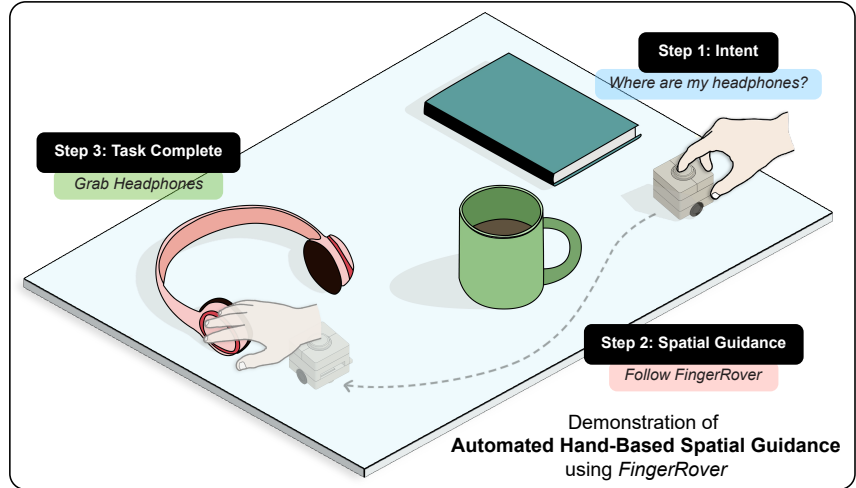 Step 1: Intent
Where are my headphones?
Step 3: Task Complete
Grab Headphones
Step 2: Spatial Guidance
Follow FingerRover
Demonstration of
Automated Hand-Based Spatial Guidance
using FingerRover